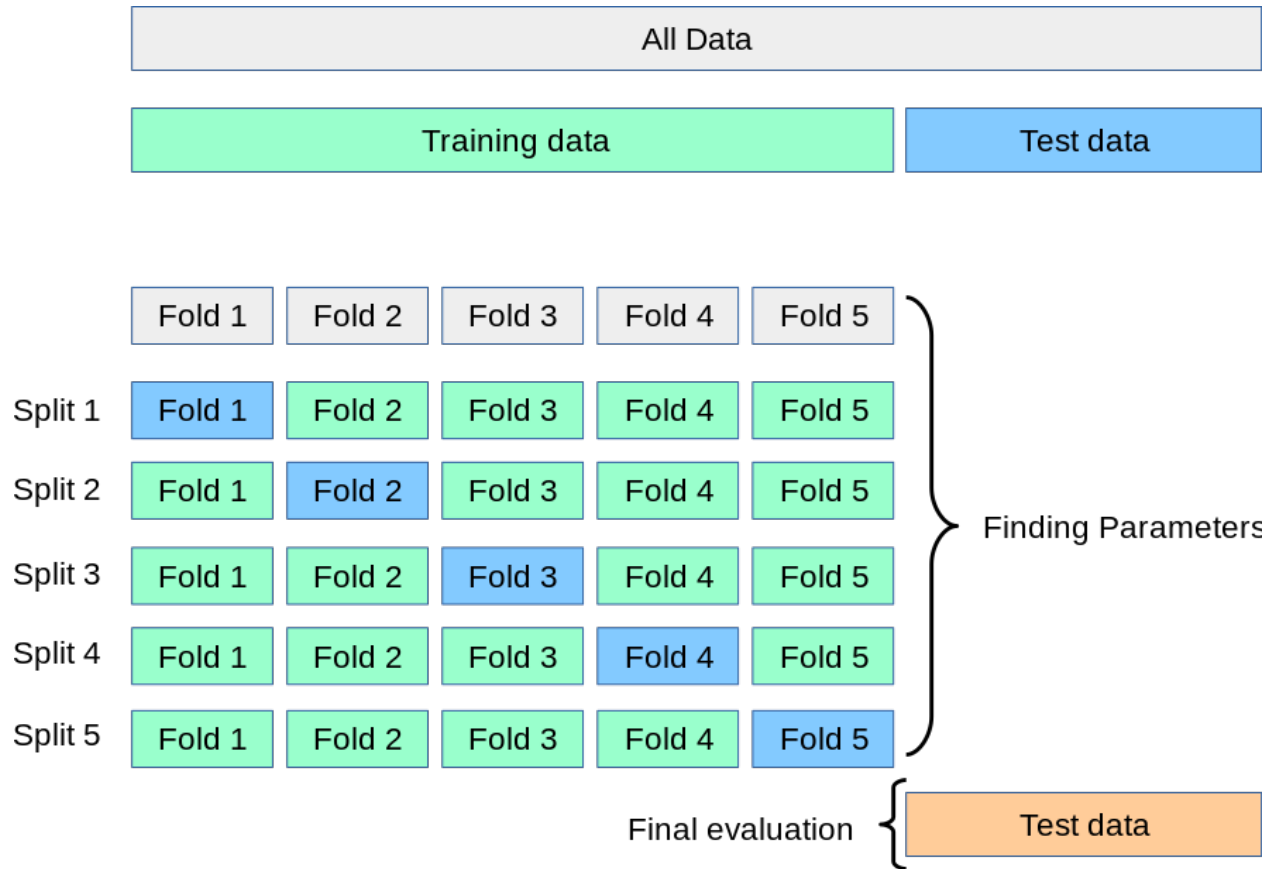 All Data
Training data Test data
Fold 1 Fold 2 Fold 3 Fold 4 Fold 5
Split 1 Fold 1 Fold 2 Fold 3 Fold 4 Fold 5
Split 2 Fold 1 Fold 2 Fold 3 Fold 4 Fold 5
Finding Parameters
Split 3 Fold 1 Fold 2 Fold 3 Fold 4 Fold 5
Split 4 Fold 1 Fold 2 Fold 3 Fold 4 Fold 5
Split 5 Fold 1 Fold 2 Fold 3 Fold 4 Fold 5
Final evaluation Test data